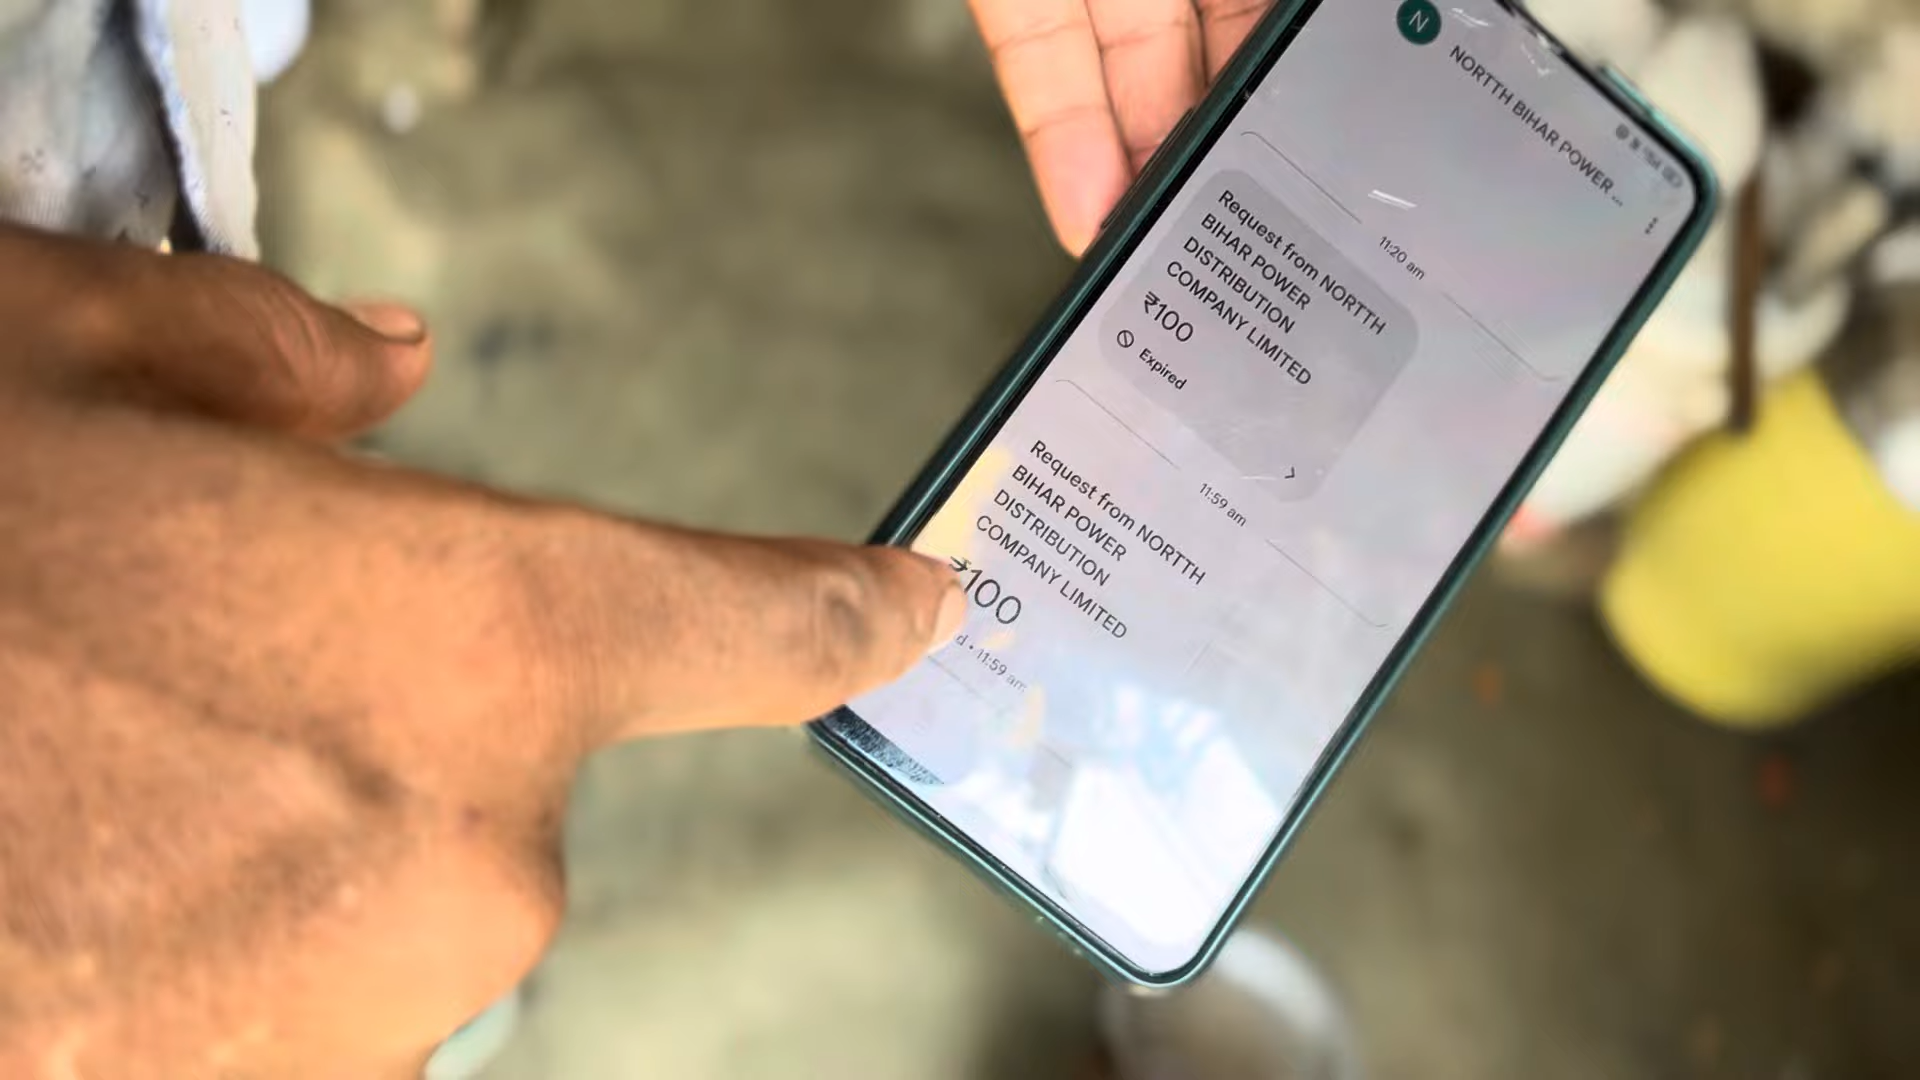 N
NORTTH BIHAR POWER ...
11:20 am
Request from NORTTH
BIHAR POWER
DISTRIBUTION
COMPANY LIMITED
₹100
Expired
11:59 am
Request from NORTTH
BIHAR POWER
DISTRIBUTION
COMPANY LIMITED
₹100
d • 11:59 am